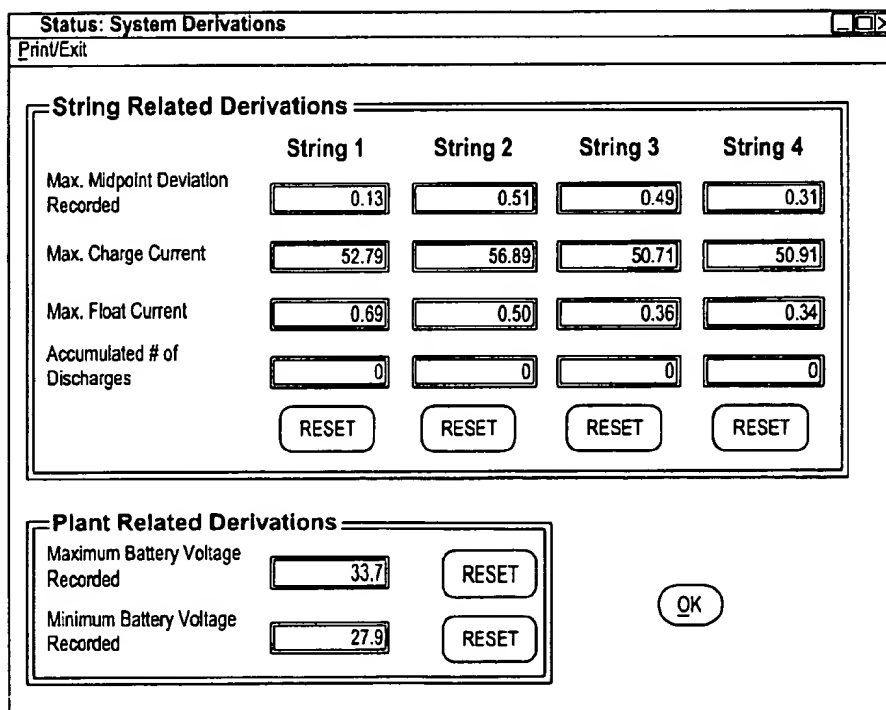 Status: System Derivations
Print/Exit
String Related Derivations
String 1 String 2 String 3 String 4
Max. Midpoint Deviation
Recorded 0.13 0.51 0.49 0.31
Max. Charge Current 52.79 56.89 50.71 50.91
Max. Float Current 0.69 0.50 0.36 0.34
Accumulated # of
Discharges 0 0 0 0
RESET RESET RESET RESET
Plant Related Derivations
Maximum Battery Voltage
Recorded 33.7 RESET
Minimum Battery Voltage
Recorded 27.9 RESET
OK